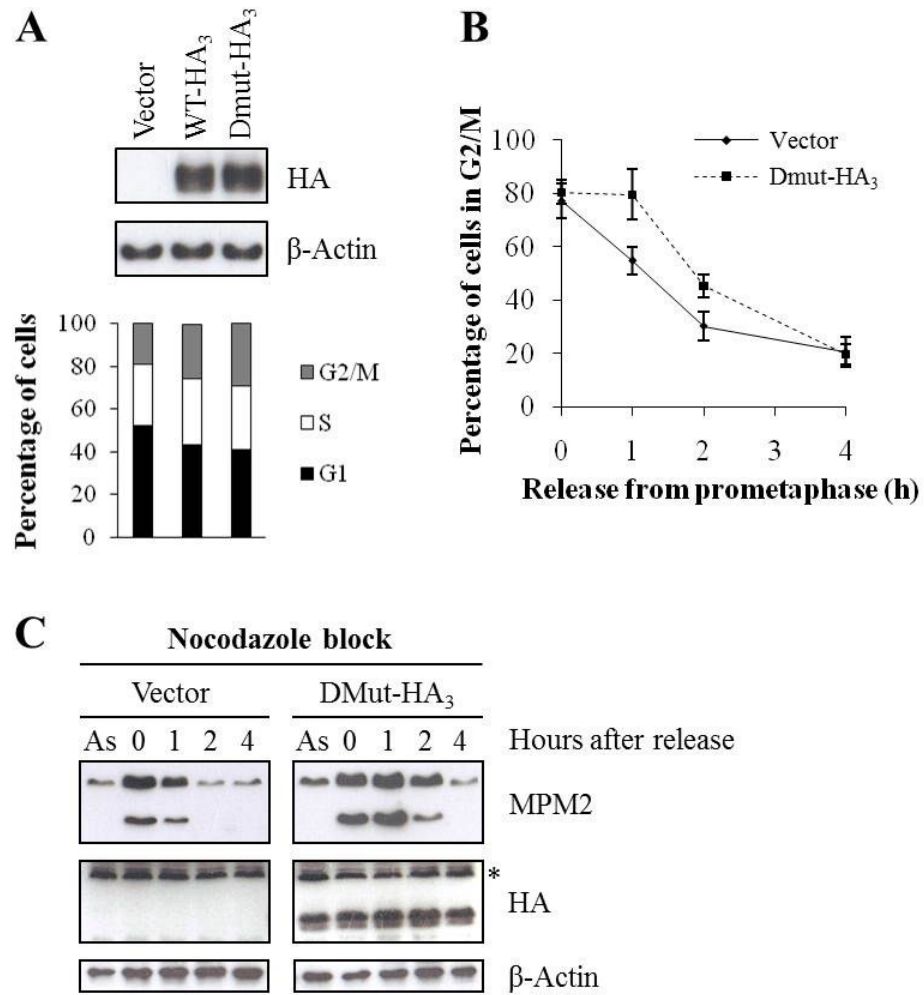 A
Vector
WT-HA3
Dmut-HA3
HA
β-Actin
Percentage of cells
100
80
60
40
20
0
G2/M
S
G1
B
Percentage of cells in G2/M
100
80
60
40
20
0
Vector
Dmut-HA3
0 1 2 3 4
Release from prometaphase (h)
C
Nocodazole block
Vector DMut-HA3
As 0 1 2 4 As 0 1 2 4 Hours after release
MPM2
*
HA
β-Actin